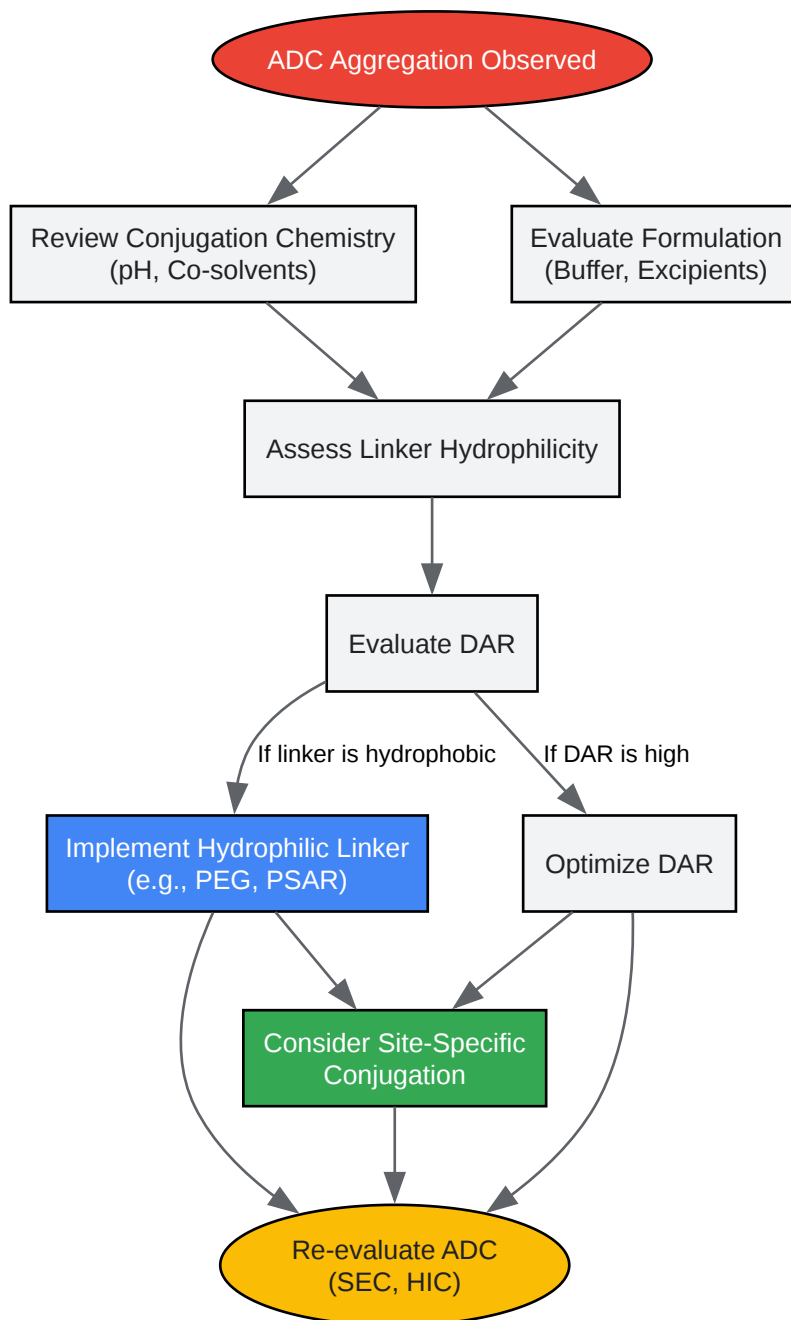 ADC Aggregation Observed
Review Conjugation Chemistry
(pH, Co-solvents)
Evaluate Formulation
(Buffer, Excipients)
Assess Linker Hydrophilicity
Evaluate DAR
If linker is hydrophobic
If DAR is high
Implement Hydrophilic Linker
(e.g., PEG, PSAR)
Optimize DAR
Consider Site-Specific
Conjugation
Re-evaluate ADC
(SEC, HIC)